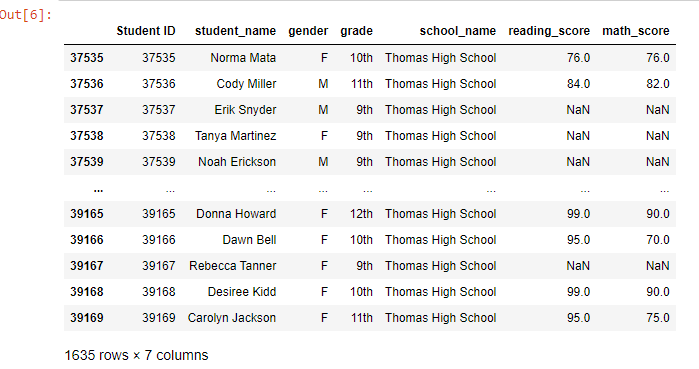 Out[6]:
Student ID student_name gender grade school_name reading_score math_score
37535 37535 Norma Mata F 10th Thomas High School 76.0 76.0
37536 37536 Cody Miller M 11th Thomas High School 84.0 82.0
37537 37537 Erik Snyder M 9th Thomas High School NaN NaN
37538 37538 Tanya Martinez F 9th Thomas High School NaN NaN
37539 37539 Noah Erickson M 9th Thomas High School NaN NaN
... ... ... ... ... ... ... ...
39165 39165 Donna Howard F 12th Thomas High School 99.0 90.0
39166 39166 Dawn Bell F 10th Thomas High School 95.0 70.0
39167 39167 Rebecca Tanner F 9th Thomas High School NaN NaN
39168 39168 Desiree Kidd F 10th Thomas High School 99.0 90.0
39169 39169 Carolyn Jackson F 11th Thomas High School 95.0 75.0
1635 rows × 7 columns